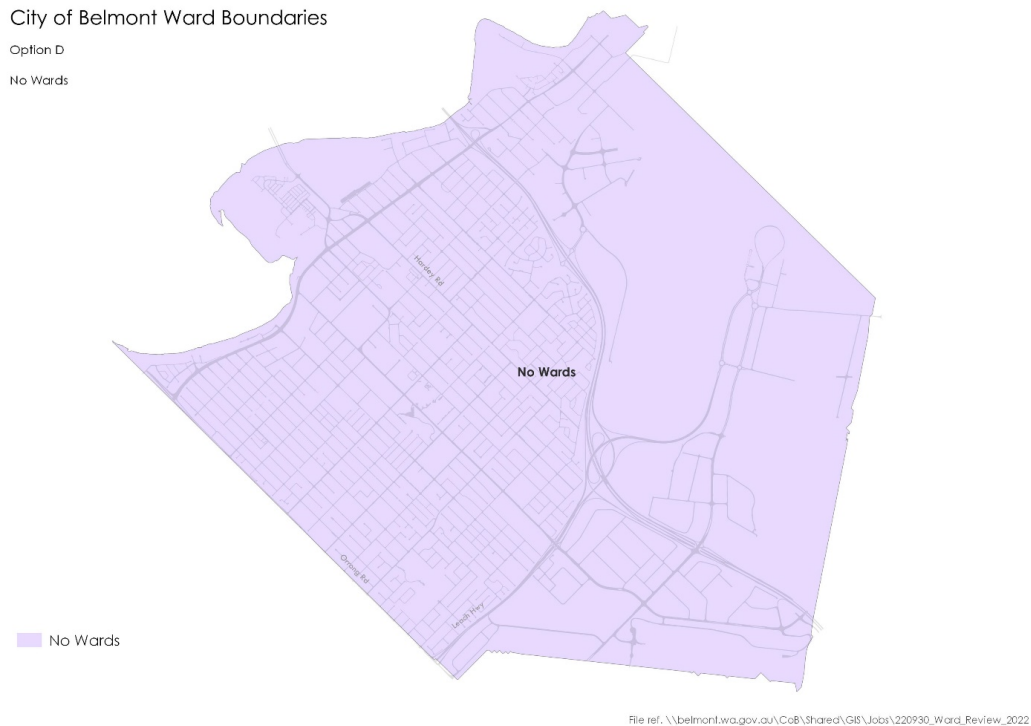 City of Belmont Ward Boundaries
Option D
No Wards
Hardey Rd
No Wards
Orrong Rd
Leach Hwy
No Wards
File ref. \\belmont.wa.gov.au\CoB\Shared\GIS\Jobs\220930_Ward_Review_2022